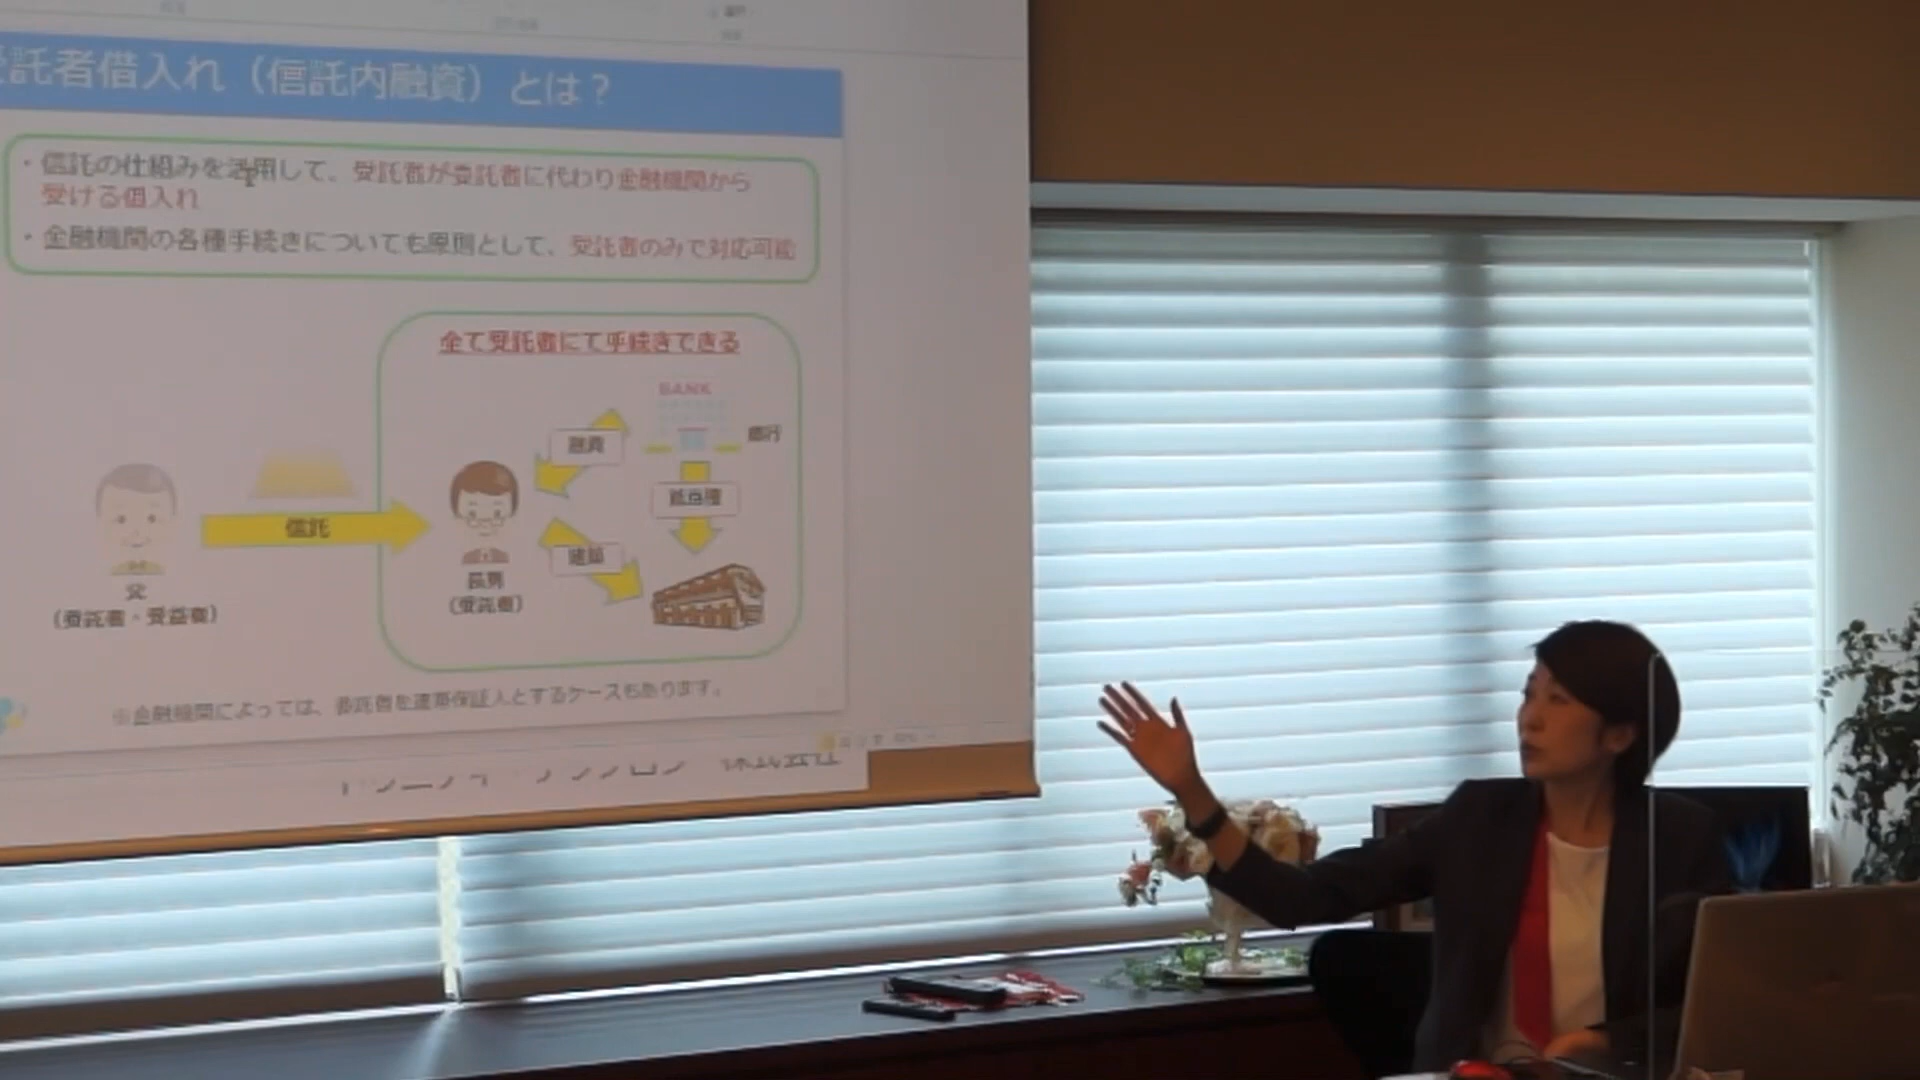 託者借入れ（信託内融資）とは？
・信託の仕組みを活用して、受託者が委託者に代わり金融機関から
受ける借入れ
・金融機関の各種手続きについても原則として、受託者のみで対応可能
全て受託者にて手続きできる
BANK
銀行
融資
抵当権
信託
建築
父
（委託者・受益者）
長男
（受託者）
※金融機関によっては、委託者を連帯保証人とするケースもあります。
株式会社